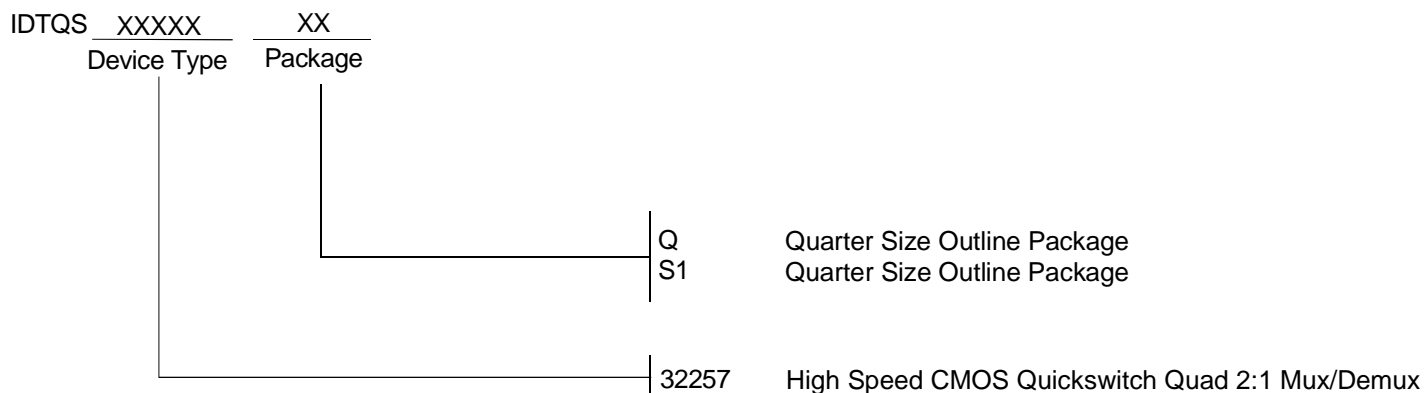 IDTQS XXXXX XX
Device Type Package
Q Quarter Size Outline Package
S1 Quarter Size Outline Package
32257 High Speed CMOS Quickswitch Quad 2:1 Mux/Demux